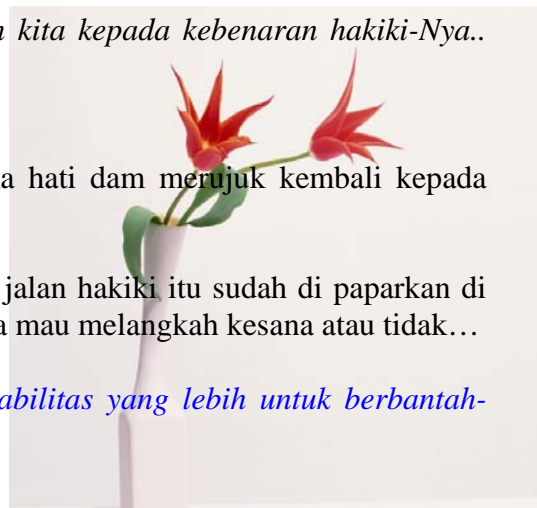 n kita kepada kebenaran hakiki-Nya..
a hati dam merujuk kembali kepada
jalan hakiki itu sudah di paparkan di
a mau melangkah kesana atau tidak…
abilitas yang lebih untuk berbantah-